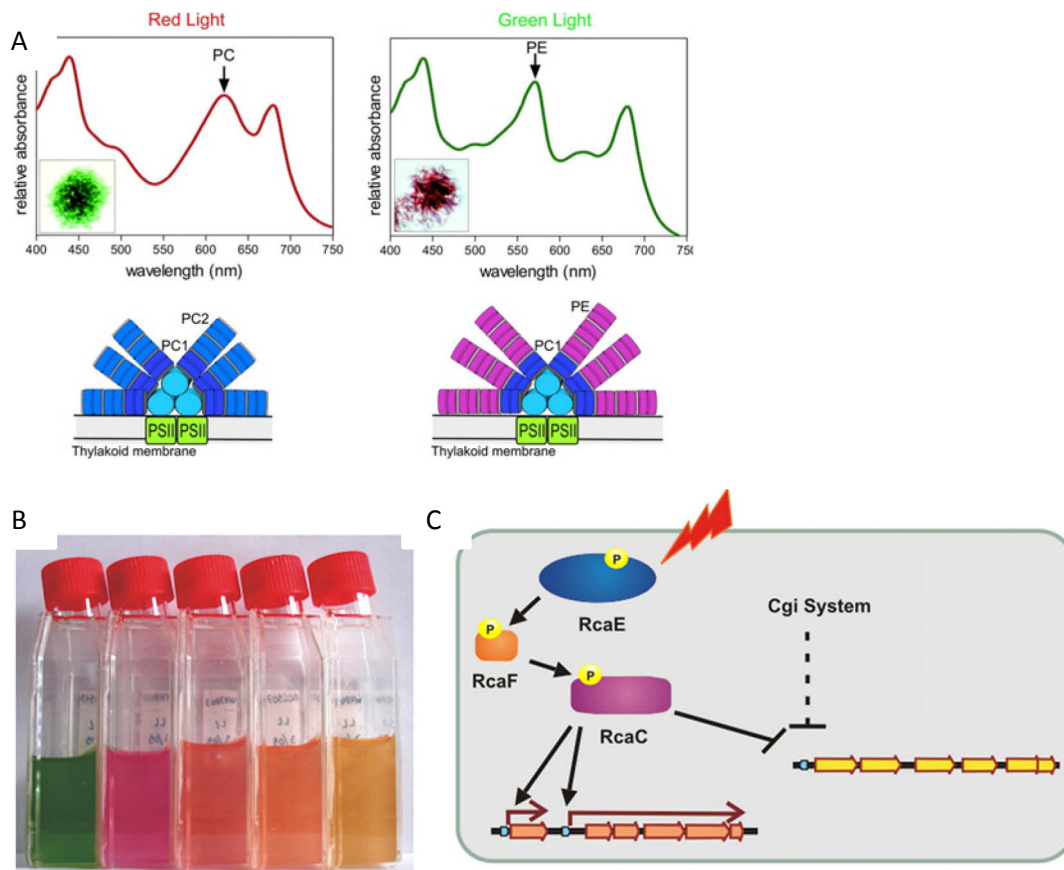 A
Red Light
PC
relative absorbance
400 450 500 550 600 650 700 750
wavelength (nm)
Green Light
PE
relative absorbance
400 450 500 550 600 650 700 750
wavelength (nm)
PC2
PC1
PSII PSII
Thylakoid membrane
PE
PC1
PSII PSII
Thylakoid membrane
B
LL
C
P
RcaE
P
RcaF
P
RcaC
Cgi System